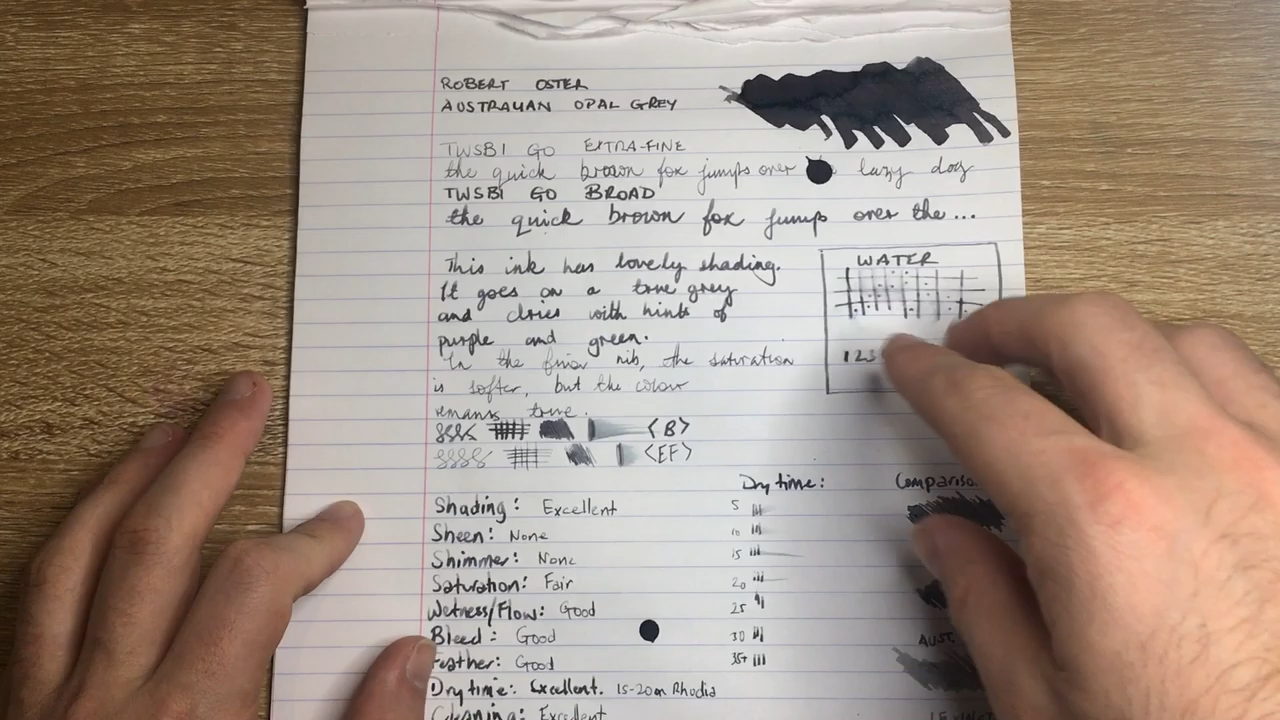 ROBERT OSTER
AUSTRALIAN OPAL GREY
TWSBI GO EXTRA-FINE
the quick brown fox jumps over lazy dog
TWSBI GO BROAD
the quick brown fox jumps over the...
This ink has lovely shading.
It goes on a true grey
and dries with hints of
purple and green.
In the finer nib, the saturation
is softer, but the colour
remains true.
WATER
123
<B>
<EF>
Shading: Excellent
Sheen: None
Shimmer: None
Saturation: Fair
Wetness/Flow: Good
Bleed: Good
Feather: Good
Dry time: Excellent. 15-20 on Rhodia
Cleaning: Excellent
Dry time:
5
10
15
20
25
30
35+
Comparison
AUST